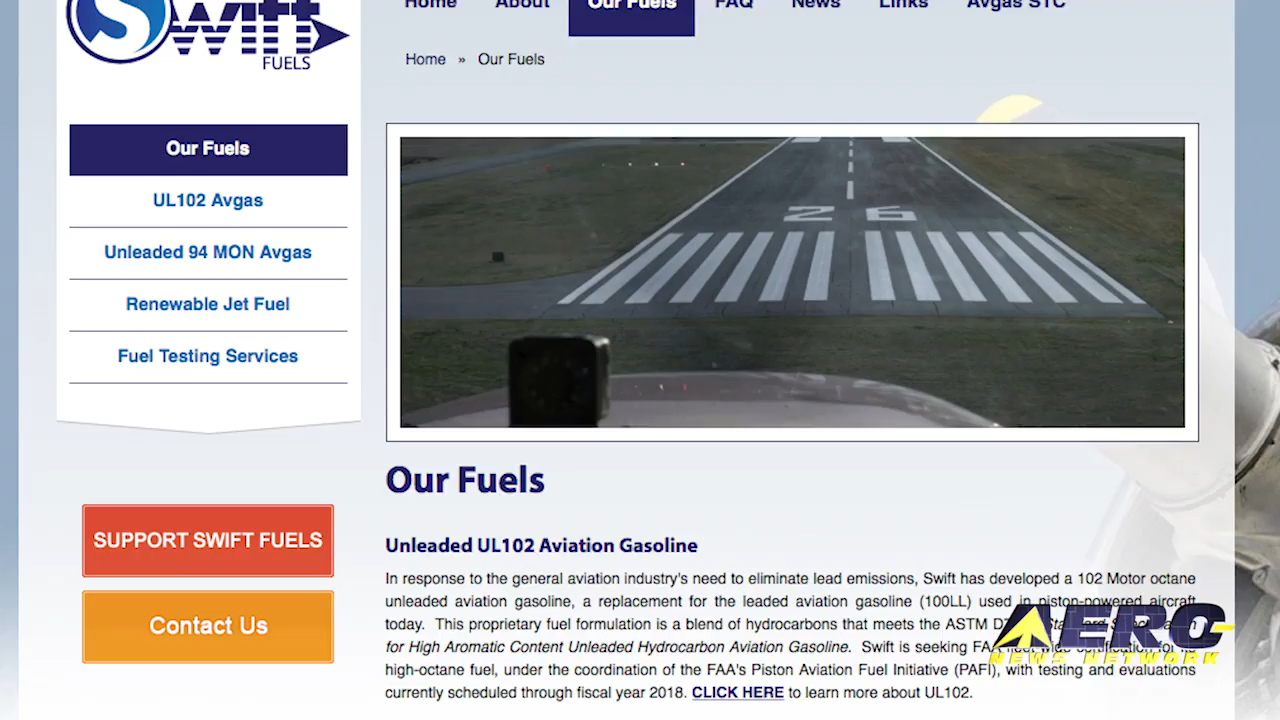 Swift
FUELS
Home About Our Fuels FAQ News Links Avgas STC
Home » Our Fuels
Our Fuels
UL102 Avgas
Unleaded 94 MON Avgas
Renewable Jet Fuel
Fuel Testing Services
SUPPORT SWIFT FUELS
Contact Us
26
Our Fuels
Unleaded UL102 Aviation Gasoline
In response to the general aviation industry's need to eliminate lead emissions, Swift has developed a 102 Motor octane
unleaded aviation gasoline, a replacement for the leaded aviation gasoline (100LL) used in piston-powered aircraft
today. This proprietary fuel formulation is a blend of hydrocarbons that meets the ASTM
for High Aromatic Content Unleaded Hydrocarbon Aviation Gasoline. Swift is seeking
high-octane fuel, under the coordination of the FAA's Piston Aviation Fuel Initiative (PAFI), with testing and evaluations
currently scheduled through fiscal year 2018. CLICK HERE to learn more about UL102.
AERO
NEWS NETWORK